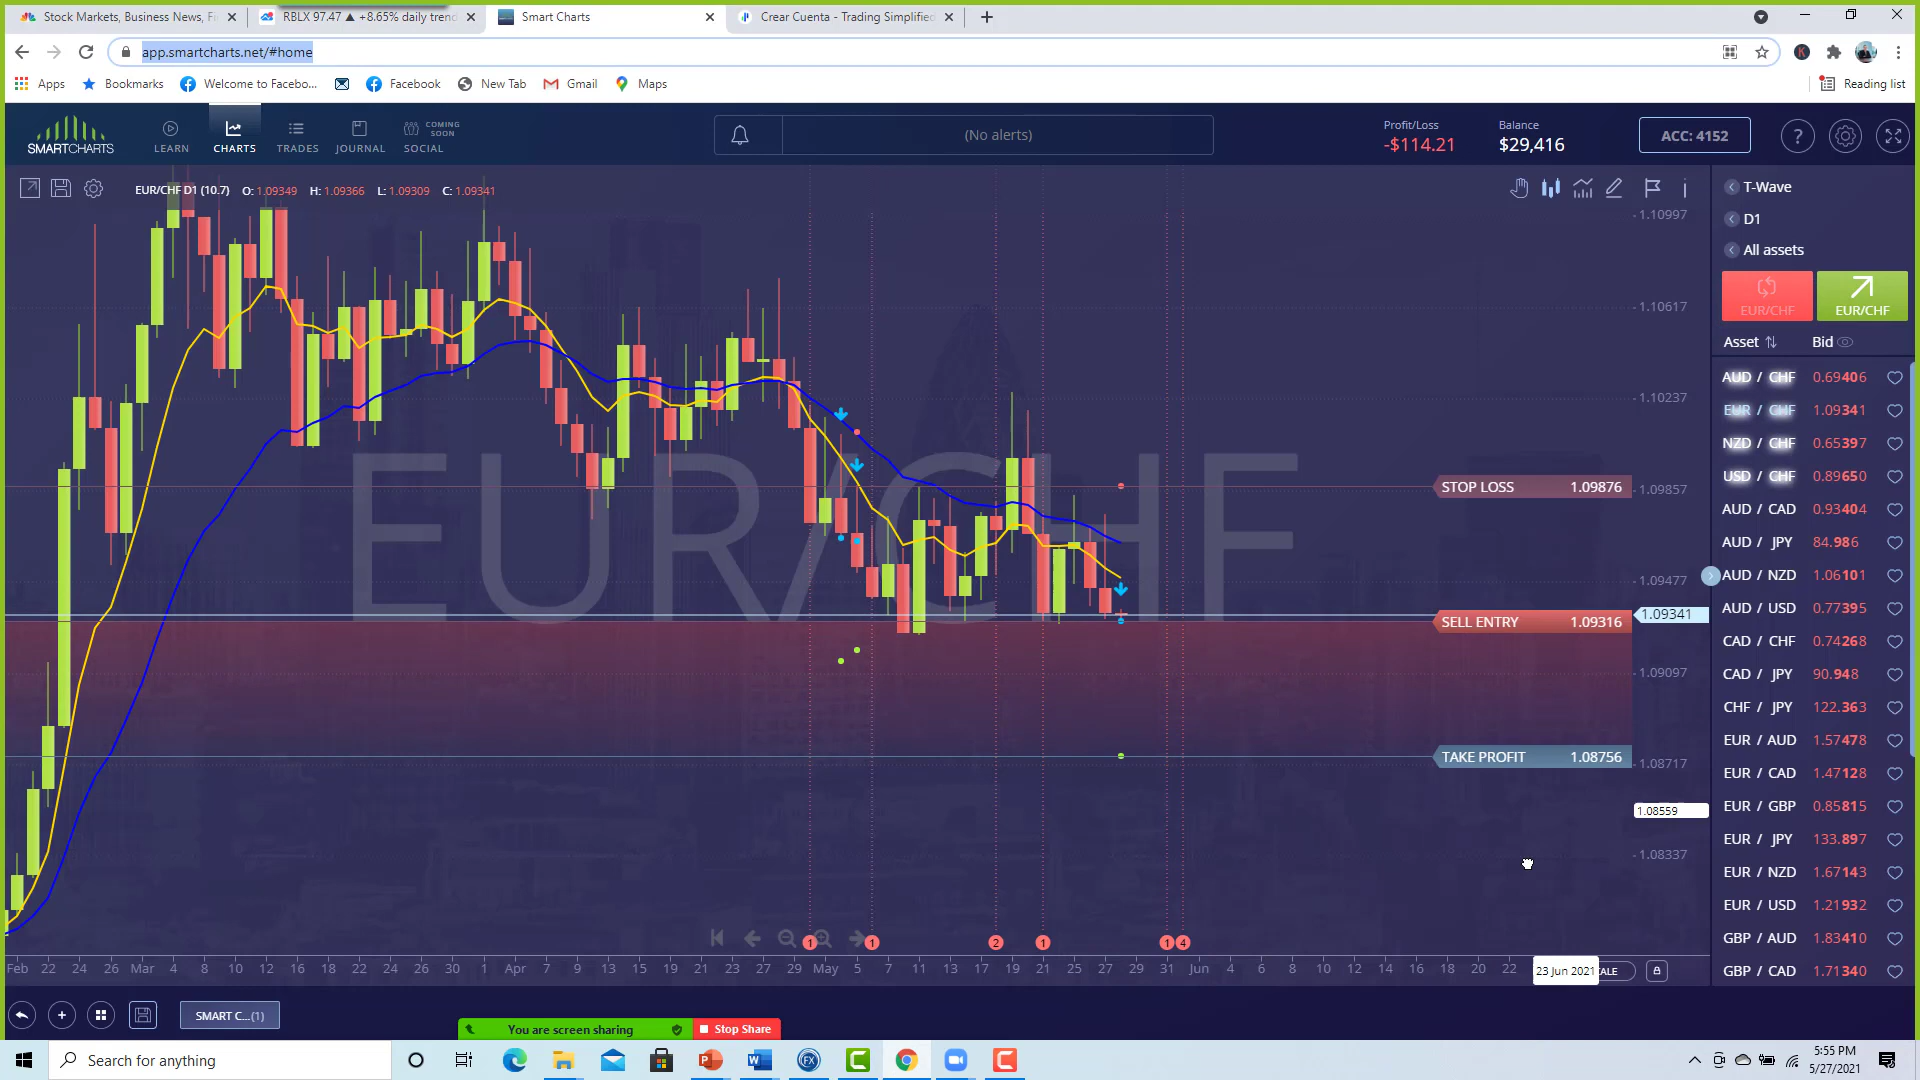 Stock Markets, Business News, Fi
RBLX 97.47 ▲ +8.65% daily trend
Smart Charts
Crear Cuenta - Trading Simplified
app.smartcharts.net/#home
K
Apps
Bookmarks
Welcome to Facebo...
Facebook
New Tab
Gmail
Maps
Reading list
SMARTCHARTS
LEARN
CHARTS
TRADES
JOURNAL
COMING SOON
SOCIAL
(No alerts)
Profit/Loss
-$114.21
Balance
$29,416
ACC: 4152
?
EUR/CHF D1 (10.7) O: 1.09349 H: 1.09366 L: 1.09309 C: 1.09341
EUR/CHF
1.10997
1.10617
1.10237
1.09857
1.09477
1.09341
1.09097
1.08717
1.08559
1.08337
STOP LOSS 1.09876
SELL ENTRY 1.09316
TAKE PROFIT 1.08756
1 1 2 1 1 4
Feb 22 24 26 Mar 4 8 10 12 16 18 22 24 26 30 1 Apr 7 9 13 15 19 21 23 27 29 May 5 7 11 13 17 19 21 25 27 29 31 Jun 4 6 8 10 12 14 16 18 20 22
23 Jun 2021
ALE
T-Wave
D1
All assets
EUR/CHF
EUR/CHF
Asset Bid
AUD / CHF 0.69406
EUR / CHF 1.09341
NZD / CHF 0.65397
USD / CHF 0.89650
AUD / CAD 0.93404
AUD / JPY 84.986
AUD / NZD 1.06101
AUD / USD 0.77395
CAD / CHF 0.74268
CAD / JPY 90.948
CHF / JPY 122.363
EUR / AUD 1.57478
EUR / CAD 1.47128
EUR / GBP 0.85815
EUR / JPY 133.897
EUR / NZD 1.67143
EUR / USD 1.21932
GBP / AUD 1.83410
GBP / CAD 1.71340
SMART C...(1)
You are screen sharing
Stop Share
Search for anything
5:55 PM
5/27/2021